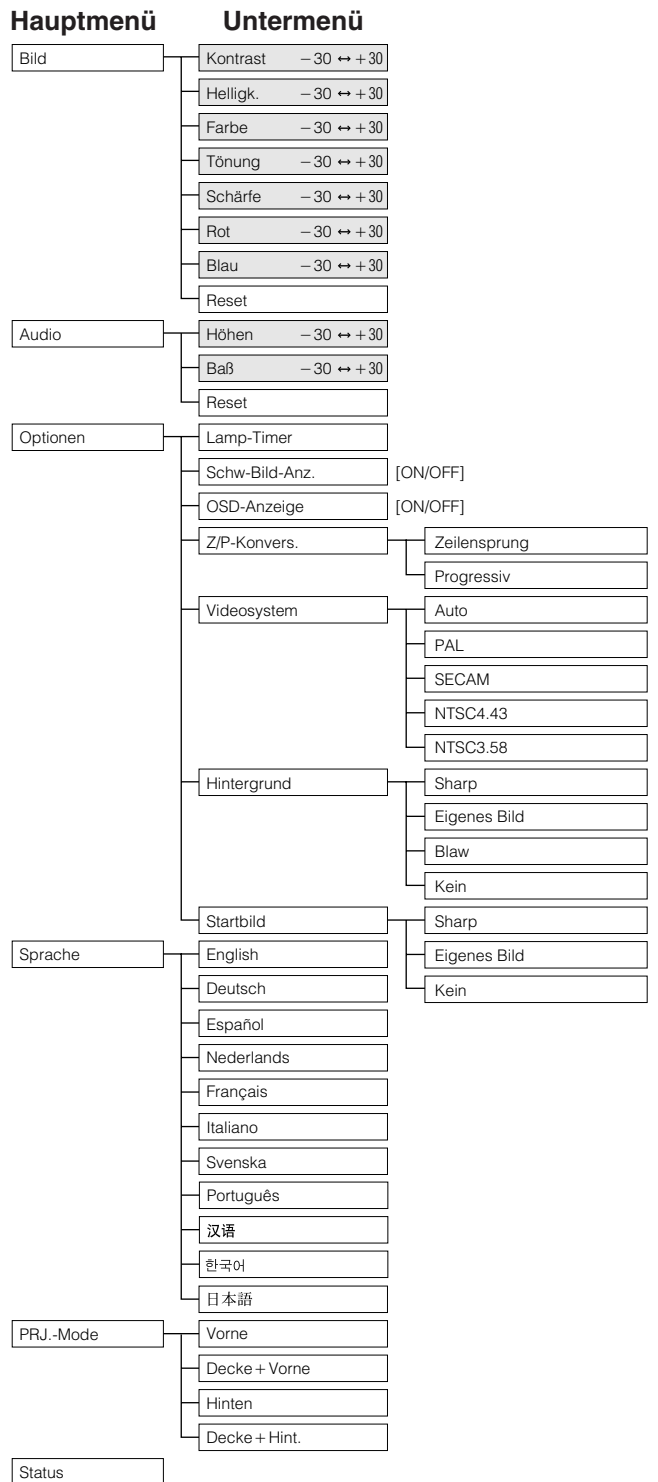 Hauptmenü Untermenü
Bild Kontrast −30 ↔ +30
Helligk. −30 ↔ +30
Farbe −30 ↔ +30
Tönung −30 ↔ +30
Schärfe −30 ↔ +30
Rot −30 ↔ +30
Blau −30 ↔ +30
Reset
Audio Höhen −30 ↔ +30
Baß −30 ↔ +30
Reset
Optionen Lamp-Timer
Schw-Bild-Anz. [ON/OFF]
OSD-Anzeige [ON/OFF]
Z/P-Konvers. Zeilensprung
Progressiv
Videosystem Auto
PAL
SECAM
NTSC4.43
NTSC3.58
Hintergrund Sharp
Eigenes Bild
Blaw
Kein
Startbild Sharp
Sprache English Eigenes Bild
Deutsch Kein
Español
Nederlands
Français
Italiano
Svenska
Português
汉语
한국어
日本語
PRJ.-Mode Vorne
Decke+Vorne
Hinten
Decke+Hint.
Status